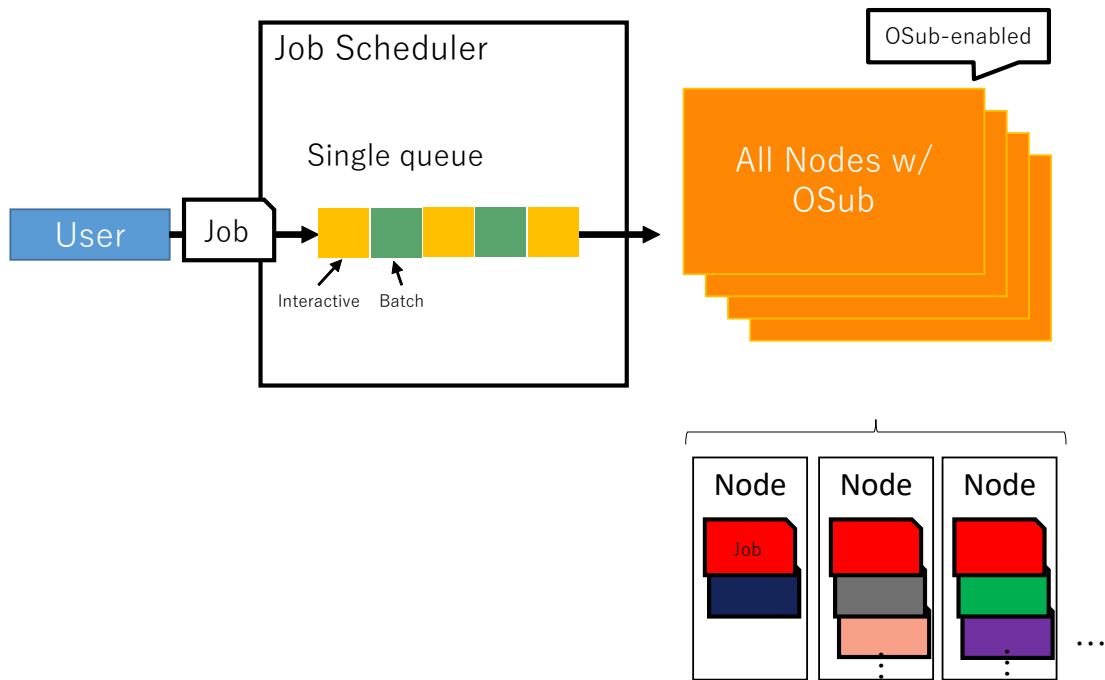 OSub-enabled
Job Scheduler
Single queue
All Nodes w/
OSub
User
Job
Interactive
Batch
Node
Node
Node
Job
...